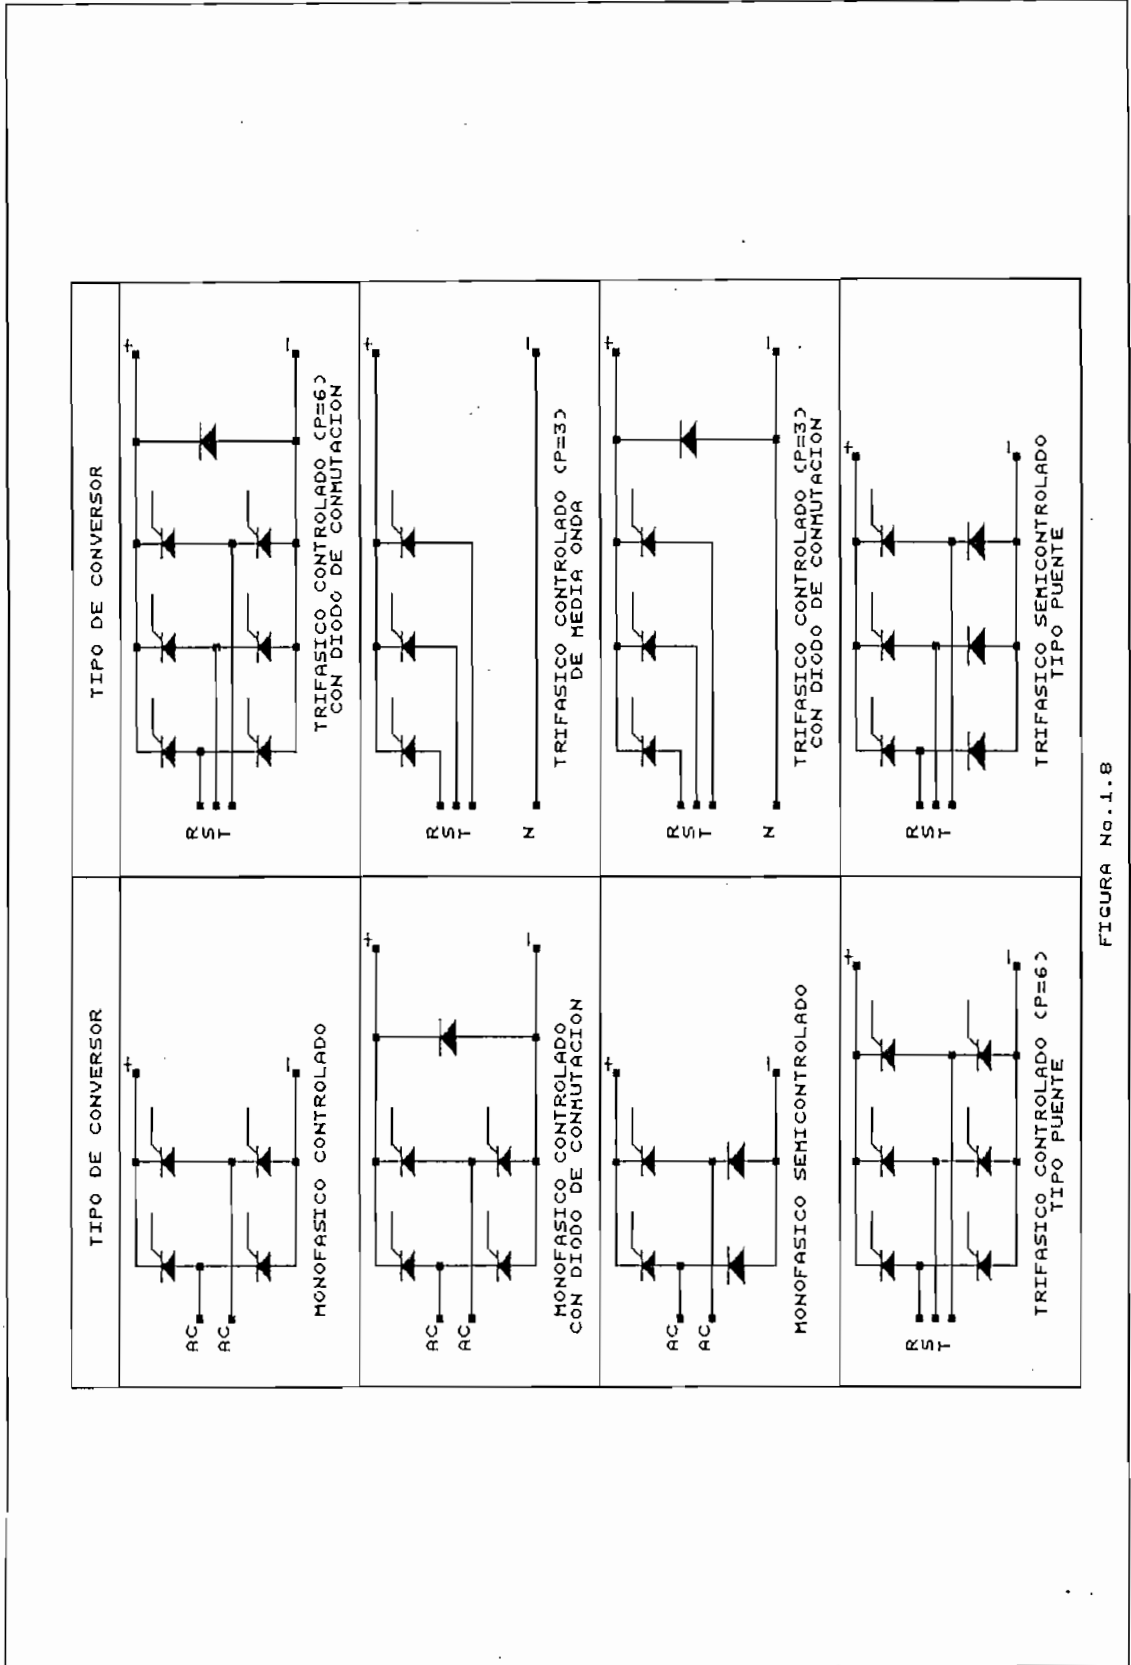 TIPO DE CONVERSOR
TIPO DE CONVERSOR
+
-
AC
AC
MONOFASICO CONTROLADO
+
-
R
S
T
TRIFASICO CONTROLADO (P=6)
CON DIODO DE CONMUTACION
+
-
AC
AC
MONOFASICO CONTROLADO
CON DIODO DE CONMUTACION
+
-
R
S
T
N
TRIFASICO CONTROLADO (P=3)
DE MEDIA ONDA
+
-
AC
AC
MONOFASICO SEMICONTROLADO
+
-
R
S
T
N
TRIFASICO CONTROLADO (P=3)
CON DIODO DE CONMUTACION
+
-
R
S
T
TRIFASICO CONTROLADO (P=6)
TIPO PUENTE
+
-
R
S
T
TRIFASICO SEMICONTROLADO
TIPO PUENTE
FIGURA No.1.8